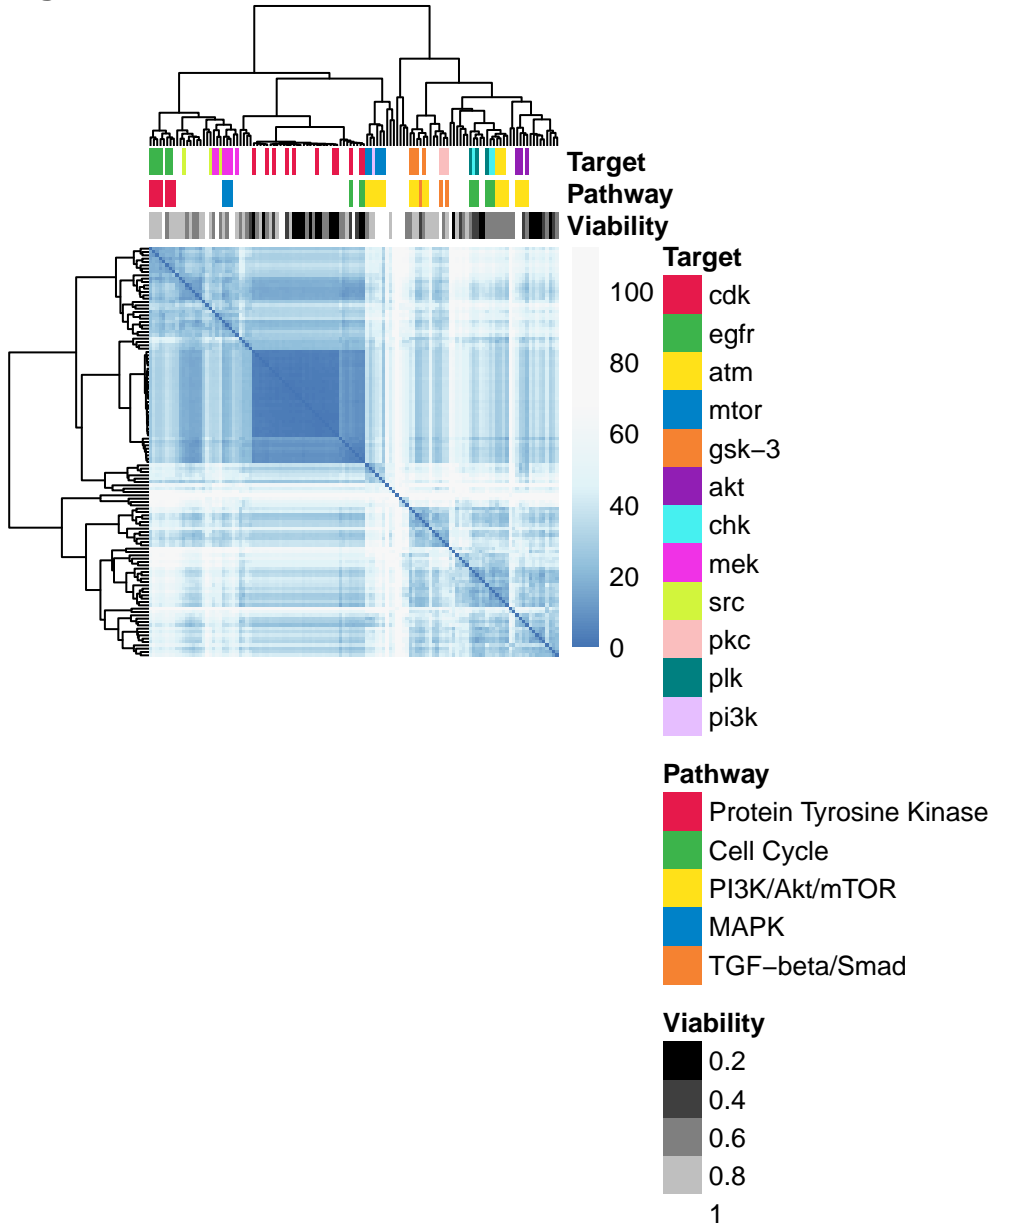 Target
Pathway
Viability
100
80
60
40
20
0
Target
cdk
egfr
atm
mtor
gsk−3
akt
chk
mek
src
pkc
plk
pi3k
Pathway
Protein Tyrosine Kinase
Cell Cycle
PI3K/Akt/mTOR
MAPK
TGF−beta/Smad
Viability
0.2
0.4
0.6
0.8
1